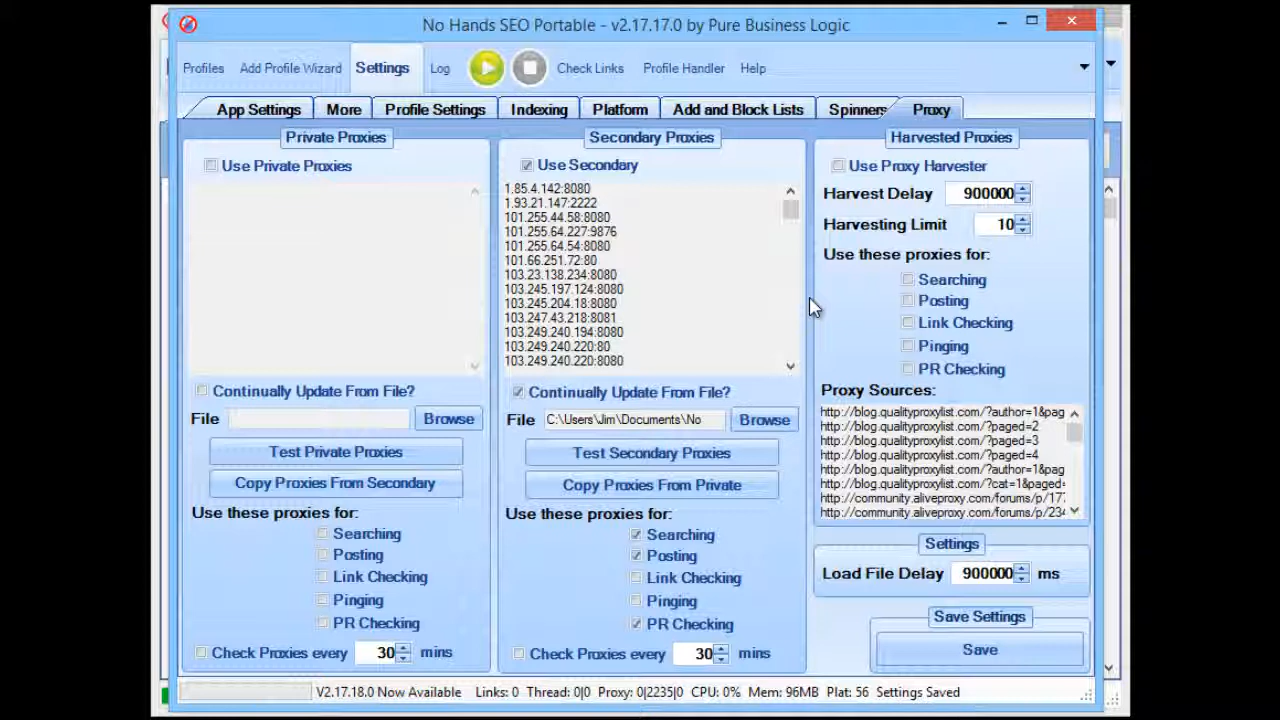 No Hands SEO Portable - v2.17.17.0 by Pure Business Logic
Profiles Add Profile Wizard Settings Log Check Links Profile Handler Help
App Settings More Profile Settings Indexing Platform Add and Block Lists Spinners Proxy
Private Proxies
Use Private Proxies
Continually Update From File?
File Browse
Test Private Proxies
Copy Proxies From Secondary
Use these proxies for:
Searching
Posting
Link Checking
Pinging
PR Checking
Check Proxies every 30 mins
Secondary Proxies
Use Secondary
1.85.4.142:8080
1.93.21.147:2222
101.255.44.58:8080
101.255.64.227:9876
101.255.64.54:8080
101.66.251.72:80
103.23.138.234:8080
103.245.197.124:8080
103.245.204.18:8080
103.247.43.218:8081
103.249.240.194:8080
103.249.240.220:80
103.249.240.220:8080
Continually Update From File?
File C:\Users\Jim\Documents\No Browse
Test Secondary Proxies
Copy Proxies From Private
Use these proxies for:
Searching
Posting
Link Checking
Pinging
PR Checking
Check Proxies every 30 mins
Harvested Proxies
Use Proxy Harvester
Harvest Delay 900000
Harvesting Limit 10
Use these proxies for:
Searching
Posting
Link Checking
Pinging
PR Checking
Proxy Sources:
http://blog.qualityproxylist.com/?author=1&pag
http://blog.qualityproxylist.com/?paged=2
http://blog.qualityproxylist.com/?paged=3
http://blog.qualityproxylist.com/?paged=4
http://blog.qualityproxylist.com/?author=1&pag
http://blog.qualityproxylist.com/?cat=1&paged=
http://community.aliveproxy.com/forums/p/17
http://community.aliveproxy.com/forums/p/234
Settings
Load File Delay 900000 ms
Save Settings
Save
V2.17.18.0 Now Available Links: 0 Thread: 0|0 Proxy: 0|2235|0 CPU: 0% Mem: 96MB Plat: 56 Settings Saved